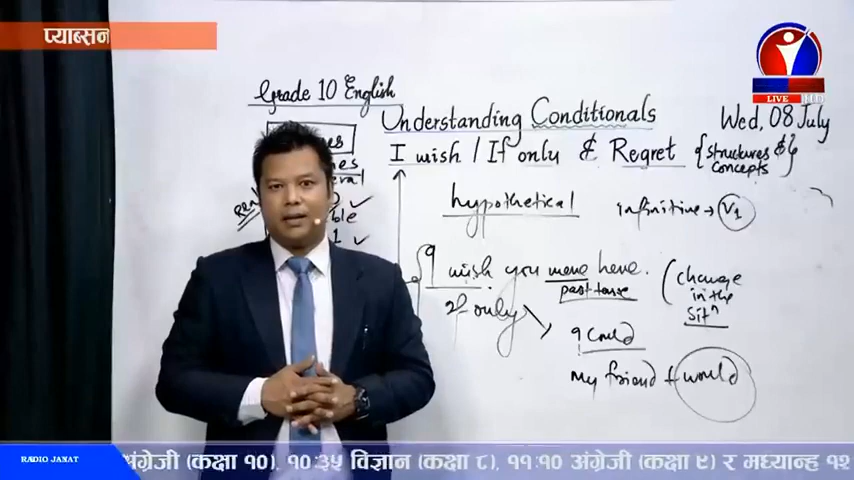 प्याब्सन
LIVE HD
Grade 10 English
Understanding Conditionals
Wed, 08 July
I wish / If only & Regret {structures & concepts}
hypothetical
infinitive → V1
I wish you were here.
past tense
(change in the sitⁿ
If only
I could
My friend + would
RADIO JANAT
अंग्रेजी (कक्षा १०), १०:३५ विज्ञान (कक्षा ८), ११:१० अंग्रेजी (कक्षा ९) र मध्यान्ह १२